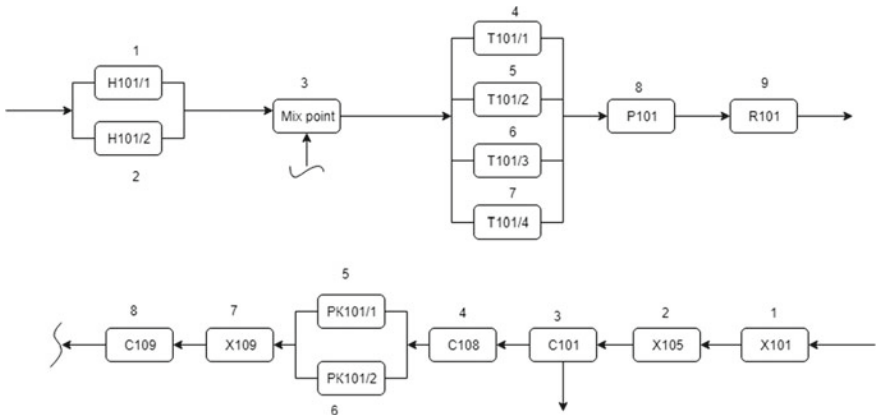 4
1
T101/1
H101/1
3
5
8
9
Mix point
T101/2
P101
R101
H101/2
6
2
T101/3
7
T101/4
5
8
7
PK101/1
4
3
2
1
C109
X109
C108
C101
X105
X101
PK101/2
6